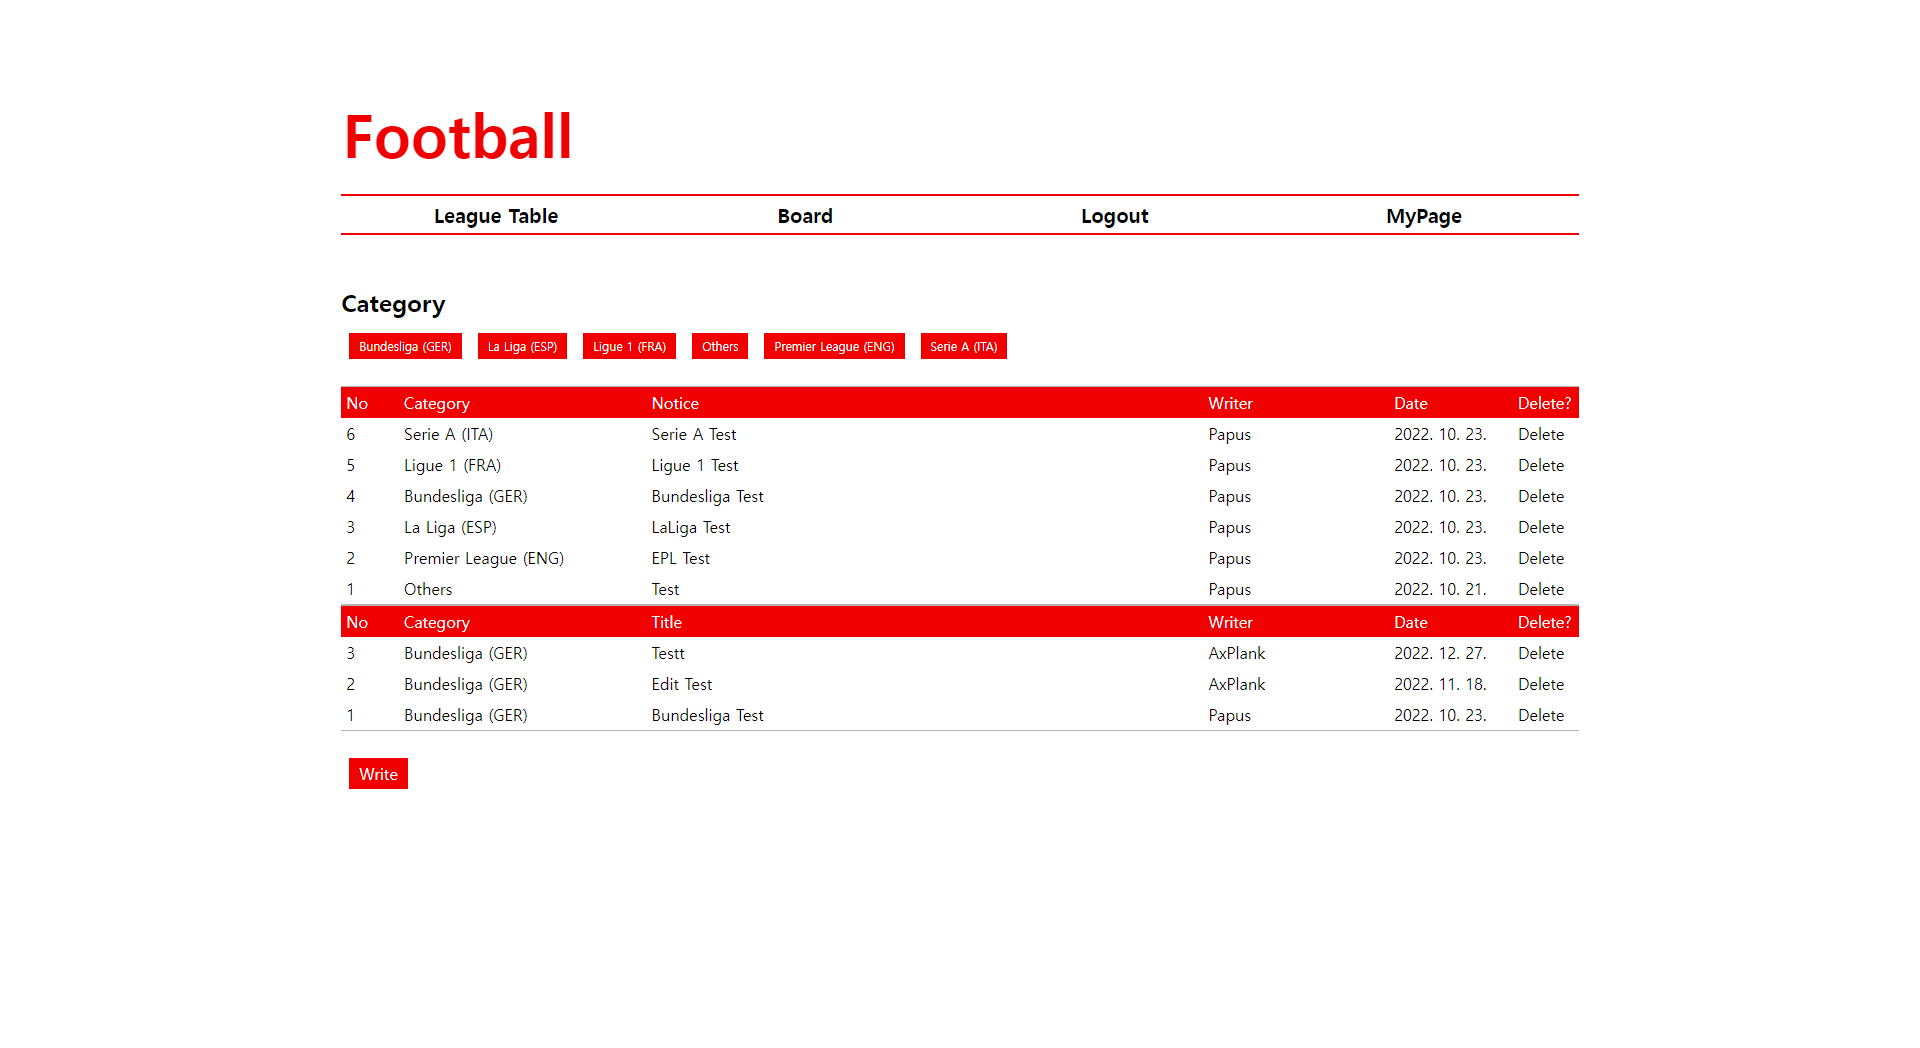 Football
League Table Board Logout MyPage
Category
Bundesliga (GER) La Liga (ESP) Ligue 1 (FRA) Others Premier League (ENG) Serie A (ITA)
No Category Notice Writer Date Delete?
6 Serie A (ITA) Serie A Test Papus 2022. 10. 23. Delete
5 Ligue 1 (FRA) Ligue 1 Test Papus 2022. 10. 23. Delete
4 Bundesliga (GER) Bundesliga Test Papus 2022. 10. 23. Delete
3 La Liga (ESP) LaLiga Test Papus 2022. 10. 23. Delete
2 Premier League (ENG) EPL Test Papus 2022. 10. 23. Delete
1 Others Test Papus 2022. 10. 21. Delete
No Category Title Writer Date Delete?
3 Bundesliga (GER) Testt AxPlank 2022. 12. 27. Delete
2 Bundesliga (GER) Edit Test AxPlank 2022. 11. 18. Delete
1 Bundesliga (GER) Bundesliga Test Papus 2022. 10. 23. Delete
Write